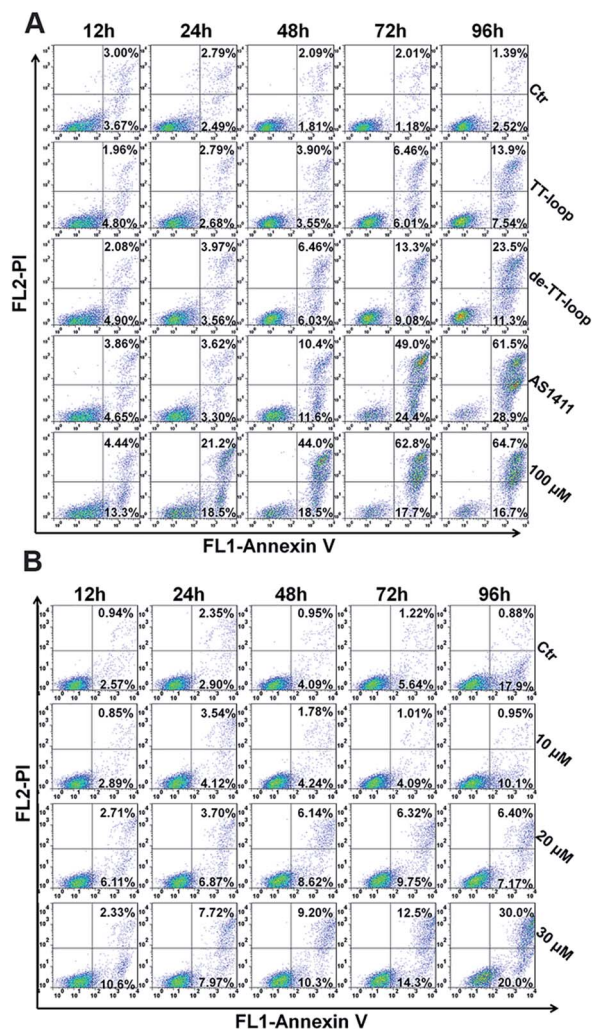 A
12h 24h 48h 72h 96h
3.00% 2.79% 2.09% 2.01% 1.39%
Ctr
3.67% 2.49% 1.81% 1.18% 2.52%
1.96% 2.79% 3.90% 6.46% 13.9%
TT-loop
4.80% 2.68% 3.55% 6.01% 7.54%
2.08% 3.97% 6.46% 13.3% 23.5%
de-TT-loop
4.90% 3.56% 6.03% 9.08% 11.3%
3.86% 3.62% 10.4% 49.0% 61.5%
AS1411
4.65% 3.30% 11.6% 24.4% 28.9%
4.44% 21.2% 44.0% 62.8% 64.7%
100 μM
13.3% 18.5% 18.5% 17.7% 16.7%
FL2-PI
FL1-Annexin V
B
12h 24h 48h 72h 96h
0.94% 2.35% 0.95% 1.22% 0.88%
Ctr
2.57% 2.90% 4.09% 5.64% 17.9%
0.85% 3.54% 1.78% 1.01% 0.95%
10 μM
2.89% 4.12% 4.24% 4.09% 10.1%
2.71% 3.70% 6.14% 6.32% 6.40%
20 μM
6.11% 6.87% 8.62% 9.75% 7.17%
2.33% 7.72% 9.20% 12.5% 30.0%
30 μM
10.6% 7.97% 10.3% 14.3% 20.0%
FL2-PI
FL1-Annexin V